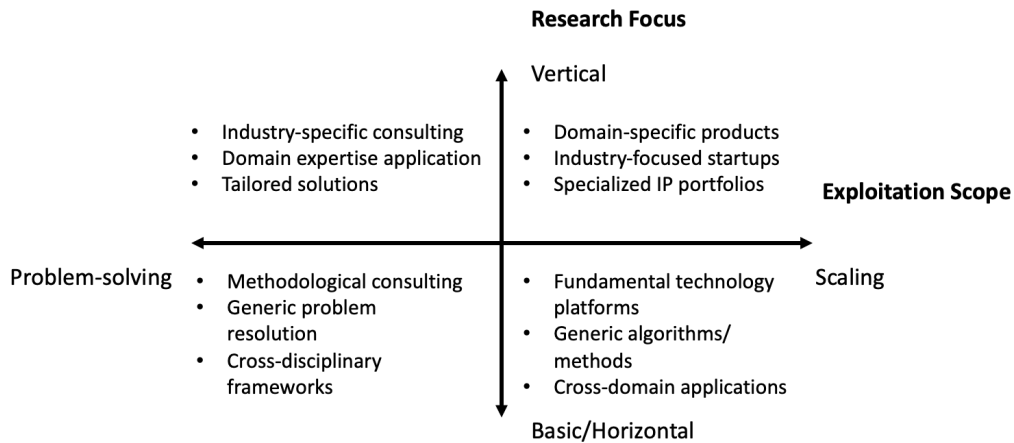 Research Focus
Vertical
• Industry-specific consulting
• Domain expertise application
• Tailored solutions
• Domain-specific products
• Industry-focused startups
• Specialized IP portfolios
Exploitation Scope
Problem-solving
• Methodological consulting
• Generic problem
resolution
• Cross-disciplinary
frameworks
• Fundamental technology
platforms
• Generic algorithms/
methods
• Cross-domain applications
Scaling
Basic/Horizontal